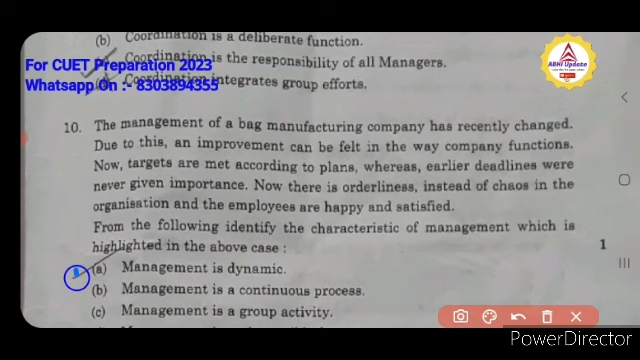 (b) Coordination is a deliberate function.
Coordination is the responsibility of all Managers.
For CUET Preparation 2023
Coordination integrates group efforts.
Whatsapp On :- 8303894355
ABHI Update
10. The management of a bag manufacturing company has recently changed.
Due to this, an improvement can be felt in the way company functions.
Now, targets are met according to plans, whereas, earlier deadlines were
never given importance. Now there is orderliness, instead of chaos in the
organisation and the employees are happy and satisfied.
From the following identify the characteristic of management which is
highlighted in the above case :
1
(a) Management is dynamic.
(b) Management is a continuous process.
(c) Management is a group activity.
PowerDirector